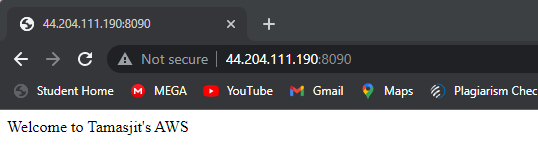 44.204.111.190:8090
Not secure 44.204.111.190:8090
Student Home MEGA YouTube Gmail Maps Plagiarism Chec
Welcome to Tamasjit's AWS